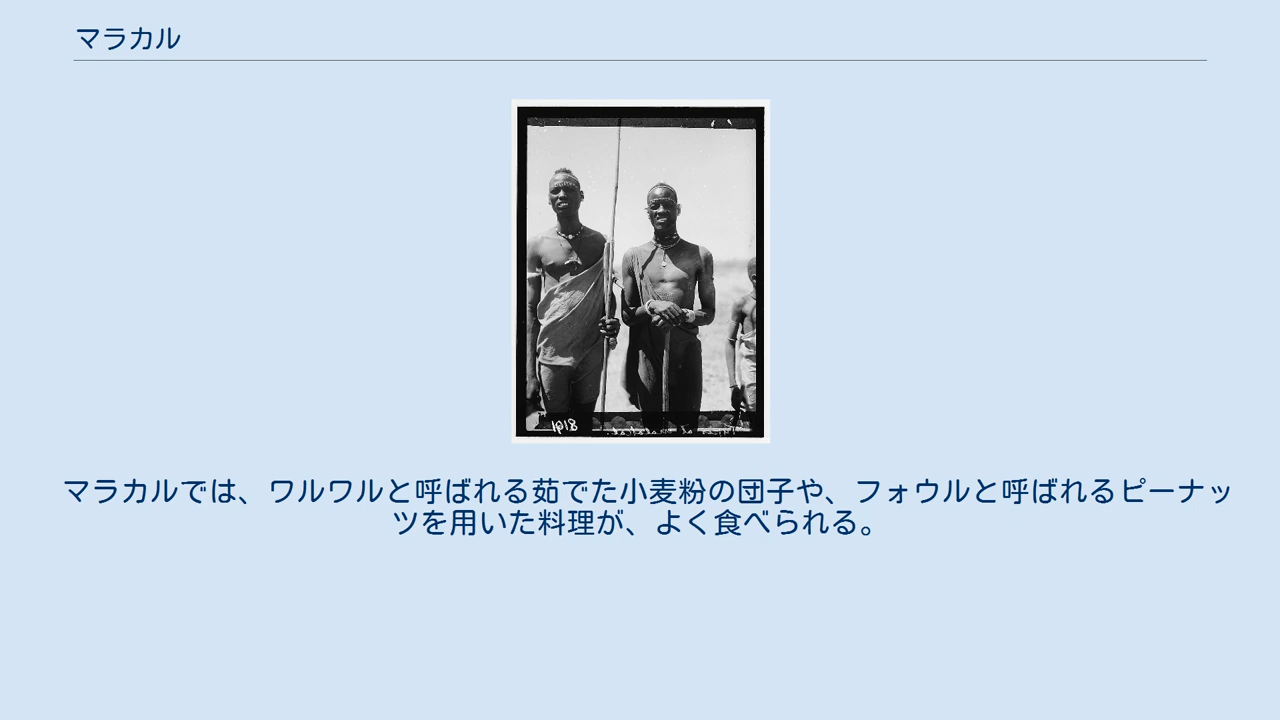 マラカル
マラカルでは、ワルワルと呼ばれる茹でた小麦粉の団子や、フォウルと呼ばれるピーナッ
ツを用いた料理が、よく食べられる。